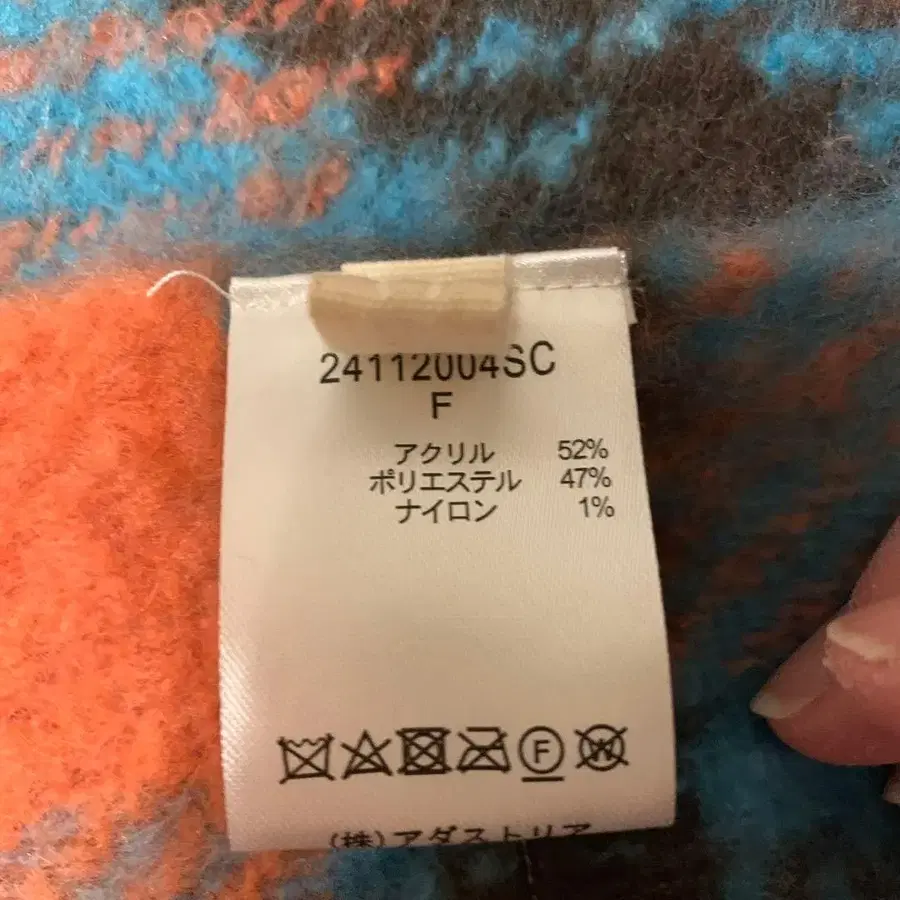 24112004SC
F
アクリル 52%
ポリエステル 47%
ナイロン 1%
F W
(株)アダストリア